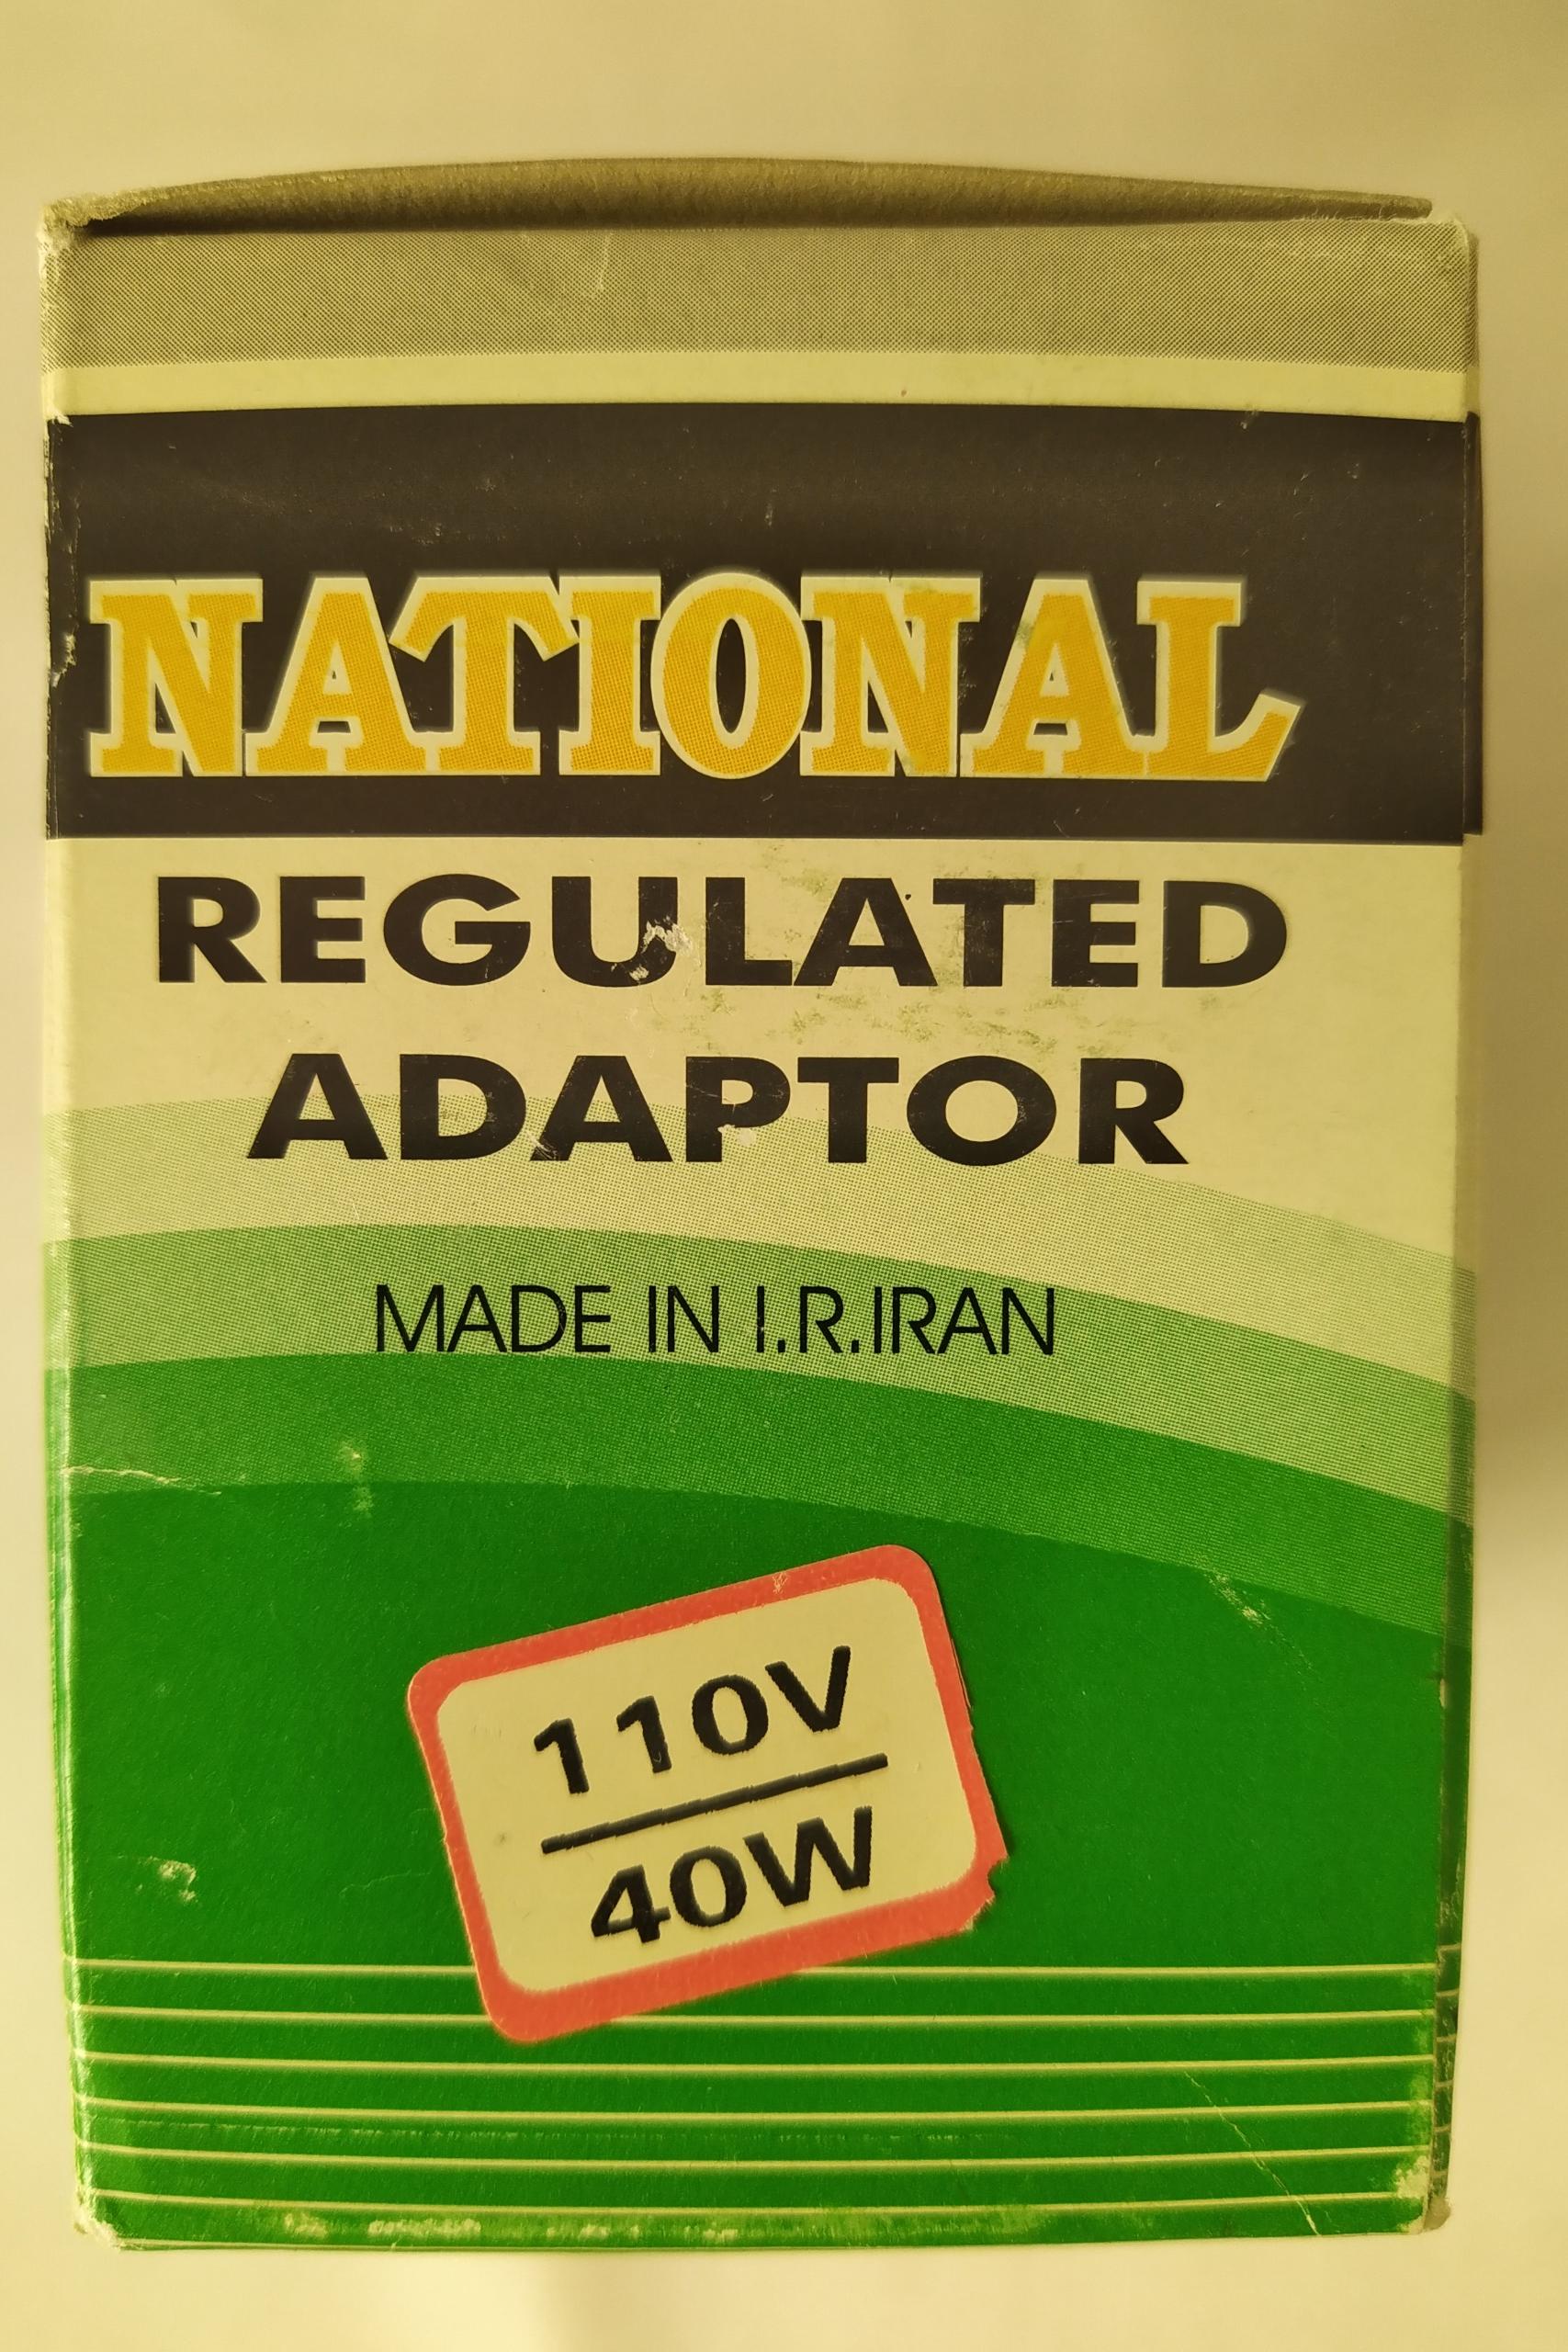 NATIONAL
REGULATED
ADAPTOR
MADE IN I.R.IRAN
110V
40W